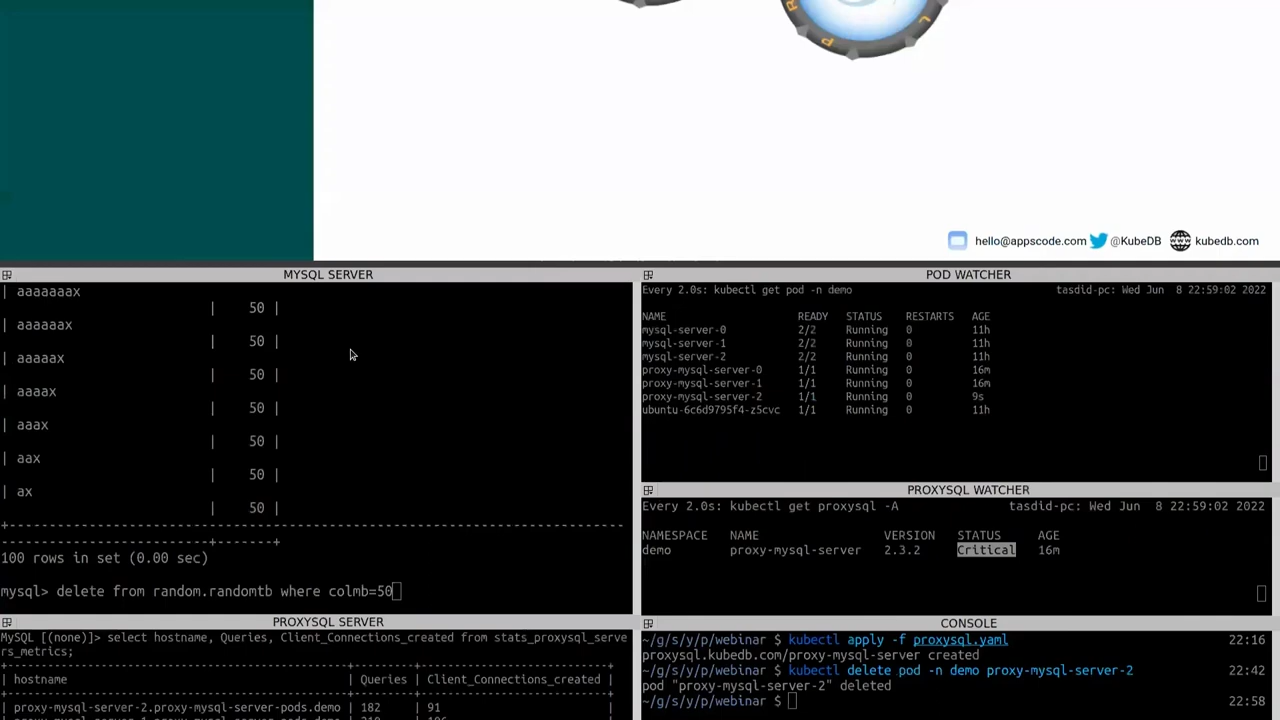 R
P
L
hello@appscode.com @KubeDB kubedb.com
MYSQL SERVER
| aaaaaaax
| 50 |
| aaaaaax
| 50 |
| aaaaax
| 50 |
| aaaax
| 50 |
| aaax
| 50 |
| aax
| 50 |
| ax
| 50 |
+-----------------------------------------------------------------
----------------------+-------+
100 rows in set (0.00 sec)
mysql> delete from random.randomtb where colmb=50
PROXYSQL SERVER
MySQL [(none)]> select hostname, Queries, Client_Connections_created from stats_proxysql_serve
rs_metrics;
+---------------------------------------------------+---------+----------------------------+
| hostname | Queries | Client_Connections_created |
+---------------------------------------------------+---------+----------------------------+
| proxy-mysql-server-2.proxy-mysql-server-pods.demo | 182 | 91 |
POD WATCHER
Every 2.0s: kubectl get pod -n demo tasdid-pc: Wed Jun 8 22:59:02 2022
NAME READY STATUS RESTARTS AGE
mysql-server-0 2/2 Running 0 11h
mysql-server-1 2/2 Running 0 11h
mysql-server-2 2/2 Running 0 11h
proxy-mysql-server-0 1/1 Running 0 16m
proxy-mysql-server-1 1/1 Running 0 16m
proxy-mysql-server-2 1/1 Running 0 9s
ubuntu-6c6d9795f4-z5cvc 1/1 Running 0 11h
PROXYSQL WATCHER
Every 2.0s: kubectl get proxysql -A tasdid-pc: Wed Jun 8 22:59:02 2022
NAMESPACE NAME VERSION STATUS AGE
demo proxy-mysql-server 2.3.2 Critical 16m
CONSOLE
~/g/s/y/p/webinar $ kubectl apply -f proxysql.yaml 22:16
proxysql.kubedb.com/proxy-mysql-server created
~/g/s/y/p/webinar $ kubectl delete pod -n demo proxy-mysql-server-2 22:42
pod "proxy-mysql-server-2" deleted
~/g/s/y/p/webinar $ 22:58